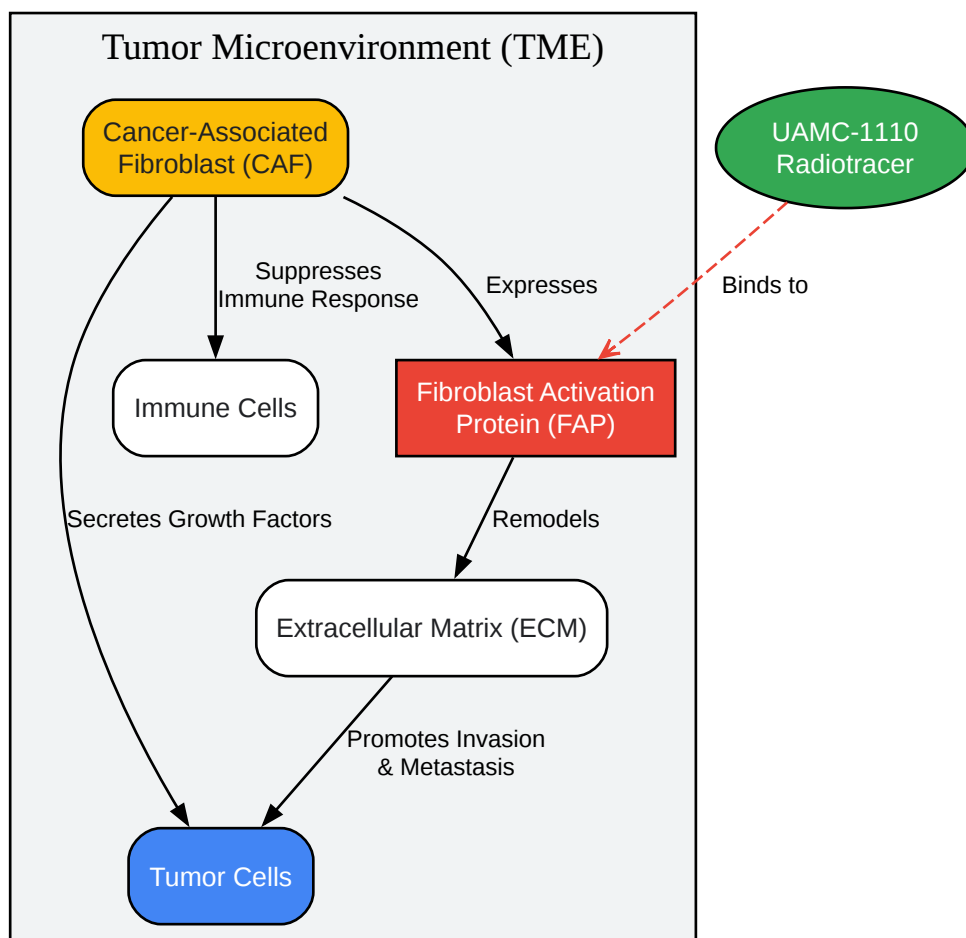 Tumor Microenvironment (TME)
Cancer-Associated
Fibroblast (CAF)
UAMC-1110
Radiotracer
Suppresses
Immune Response
Expresses
Binds to
Immune Cells
Fibroblast Activation
Protein (FAP)
Secretes Growth Factors
Remodels
Extracellular Matrix (ECM)
Promotes Invasion
& Metastasis
Tumor Cells